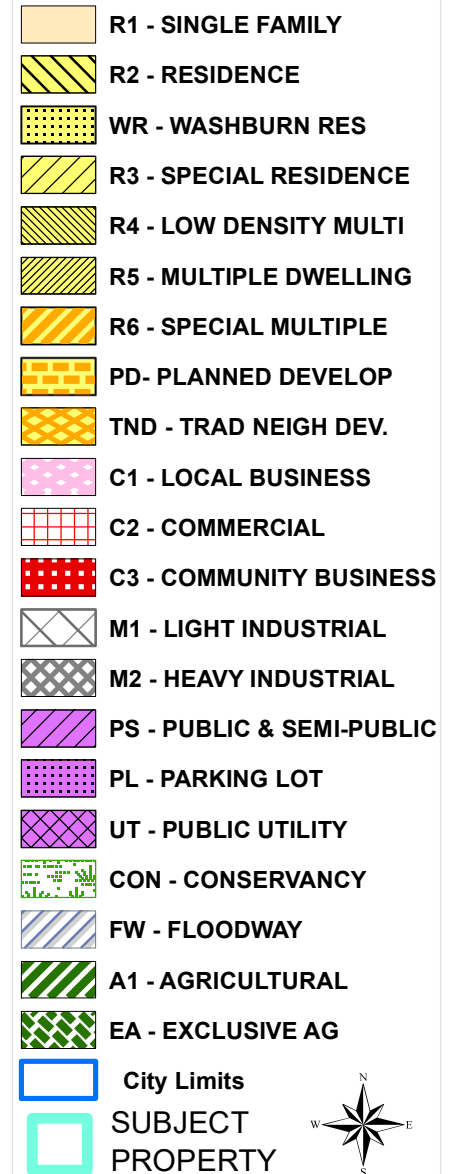 R1 - SINGLE FAMILY
R2 - RESIDENCE
WR - WASHBURN RES
R3 - SPECIAL RESIDENCE
R4 - LOW DENSITY MULTI
R5 - MULTIPLE DWELLING
R6 - SPECIAL MULTIPLE
PD- PLANNED DEVELOP
TND - TRAD NEIGH DEV.
C1 - LOCAL BUSINESS
C2 - COMMERCIAL
C3 - COMMUNITY BUSINESS
M1 - LIGHT INDUSTRIAL
M2 - HEAVY INDUSTRIAL
PS - PUBLIC & SEMI-PUBLIC
PL - PARKING LOT
UT - PUBLIC UTILITY
CON - CONSERVANCY
FW - FLOODWAY
A1 - AGRICULTURAL
EA - EXCLUSIVE AG
City Limits
SUBJECT
PROPERTY
N
W E
S